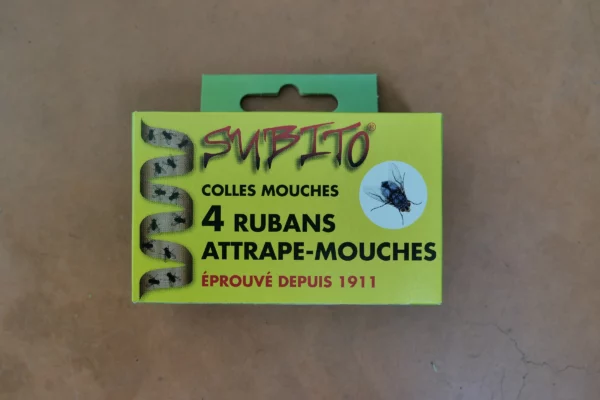 SUBITO®
COLLES MOUCHES
4 RUBANS
ATTRAPE-MOUCHES
ÉPROUVÉ DEPUIS 1911